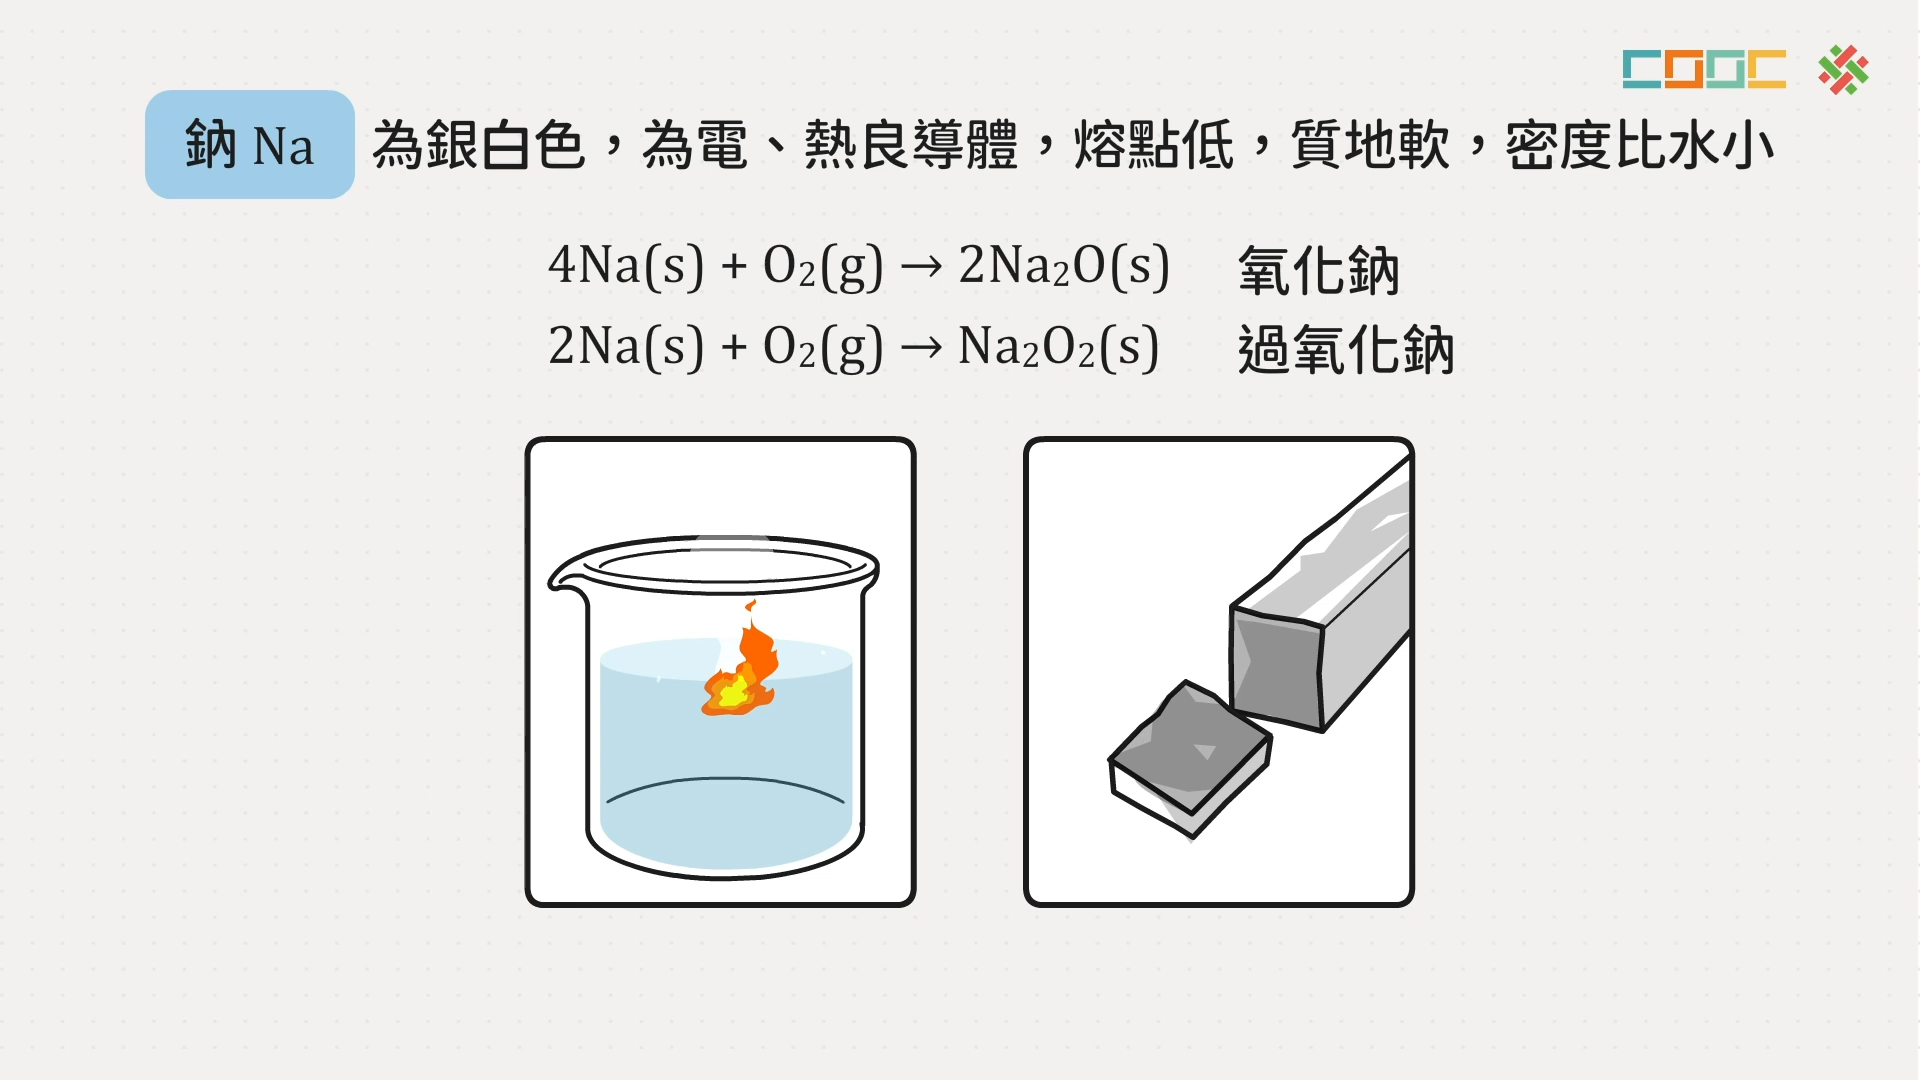 COOC
鈉 Na 為銀白色，為電、熱良導體，熔點低，質地軟，密度比水小
4Na(s) + O₂(g) → 2Na₂O(s) 氧化鈉
2Na(s) + O₂(g) → Na₂O₂(s) 過氧化鈉